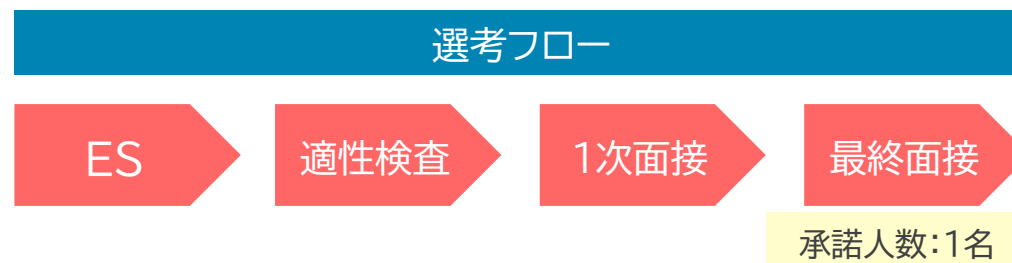 選考フロー
ES
適性検査
1次面接
最終面接
承諾人数:1名